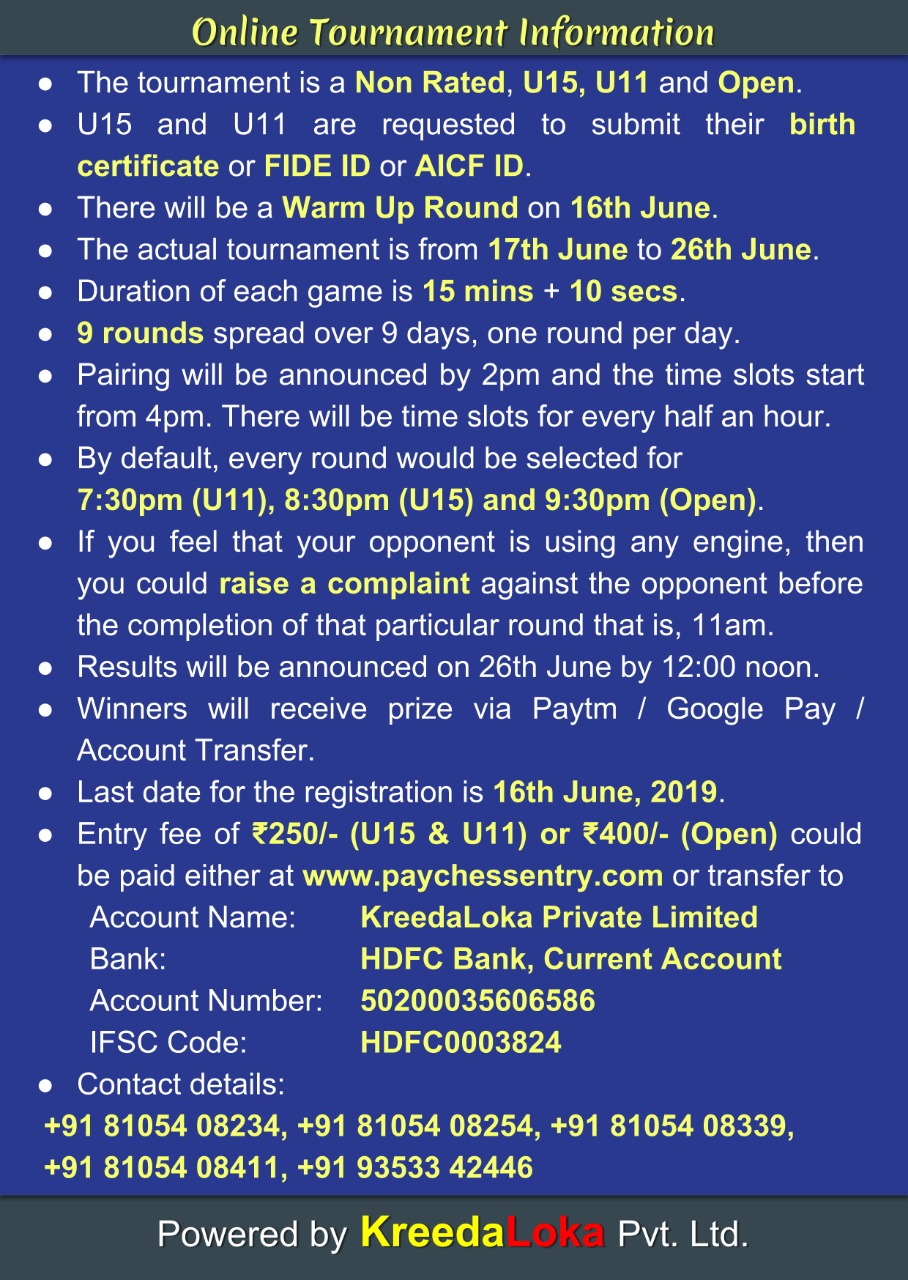 Online Tournament Information
● The tournament is a Non Rated, U15, U11 and Open.
● U15 and U11 are requested to submit their birth
certificate or FIDE ID or AICF ID.
● There will be a Warm Up Round on 16th June.
● The actual tournament is from 17th June to 26th June.
● Duration of each game is 15 mins + 10 secs.
● 9 rounds spread over 9 days, one round per day.
● Pairing will be announced by 2pm and the time slots start
from 4pm. There will be time slots for every half an hour.
● By default, every round would be selected for
7:30pm (U11), 8:30pm (U15) and 9:30pm (Open).
● If you feel that your opponent is using any engine, then
you could raise a complaint against the opponent before
the completion of that particular round that is, 11am.
● Results will be announced on 26th June by 12:00 noon.
● Winners will receive prize via Paytm / Google Pay /
Account Transfer.
● Last date for the registration is 16th June, 2019.
● Entry fee of ₹250/- (U15 & U11) or ₹400/- (Open) could
be paid either at www.paychessentry.com or transfer to
Account Name: KreedaLoka Private Limited
Bank: HDFC Bank, Current Account
Account Number: 50200035606586
IFSC Code: HDFC0003824
● Contact details:
+91 81054 08234, +91 81054 08254, +91 81054 08339,
+91 81054 08411, +91 93533 42446
Powered by KreedaLoka Pvt. Ltd.